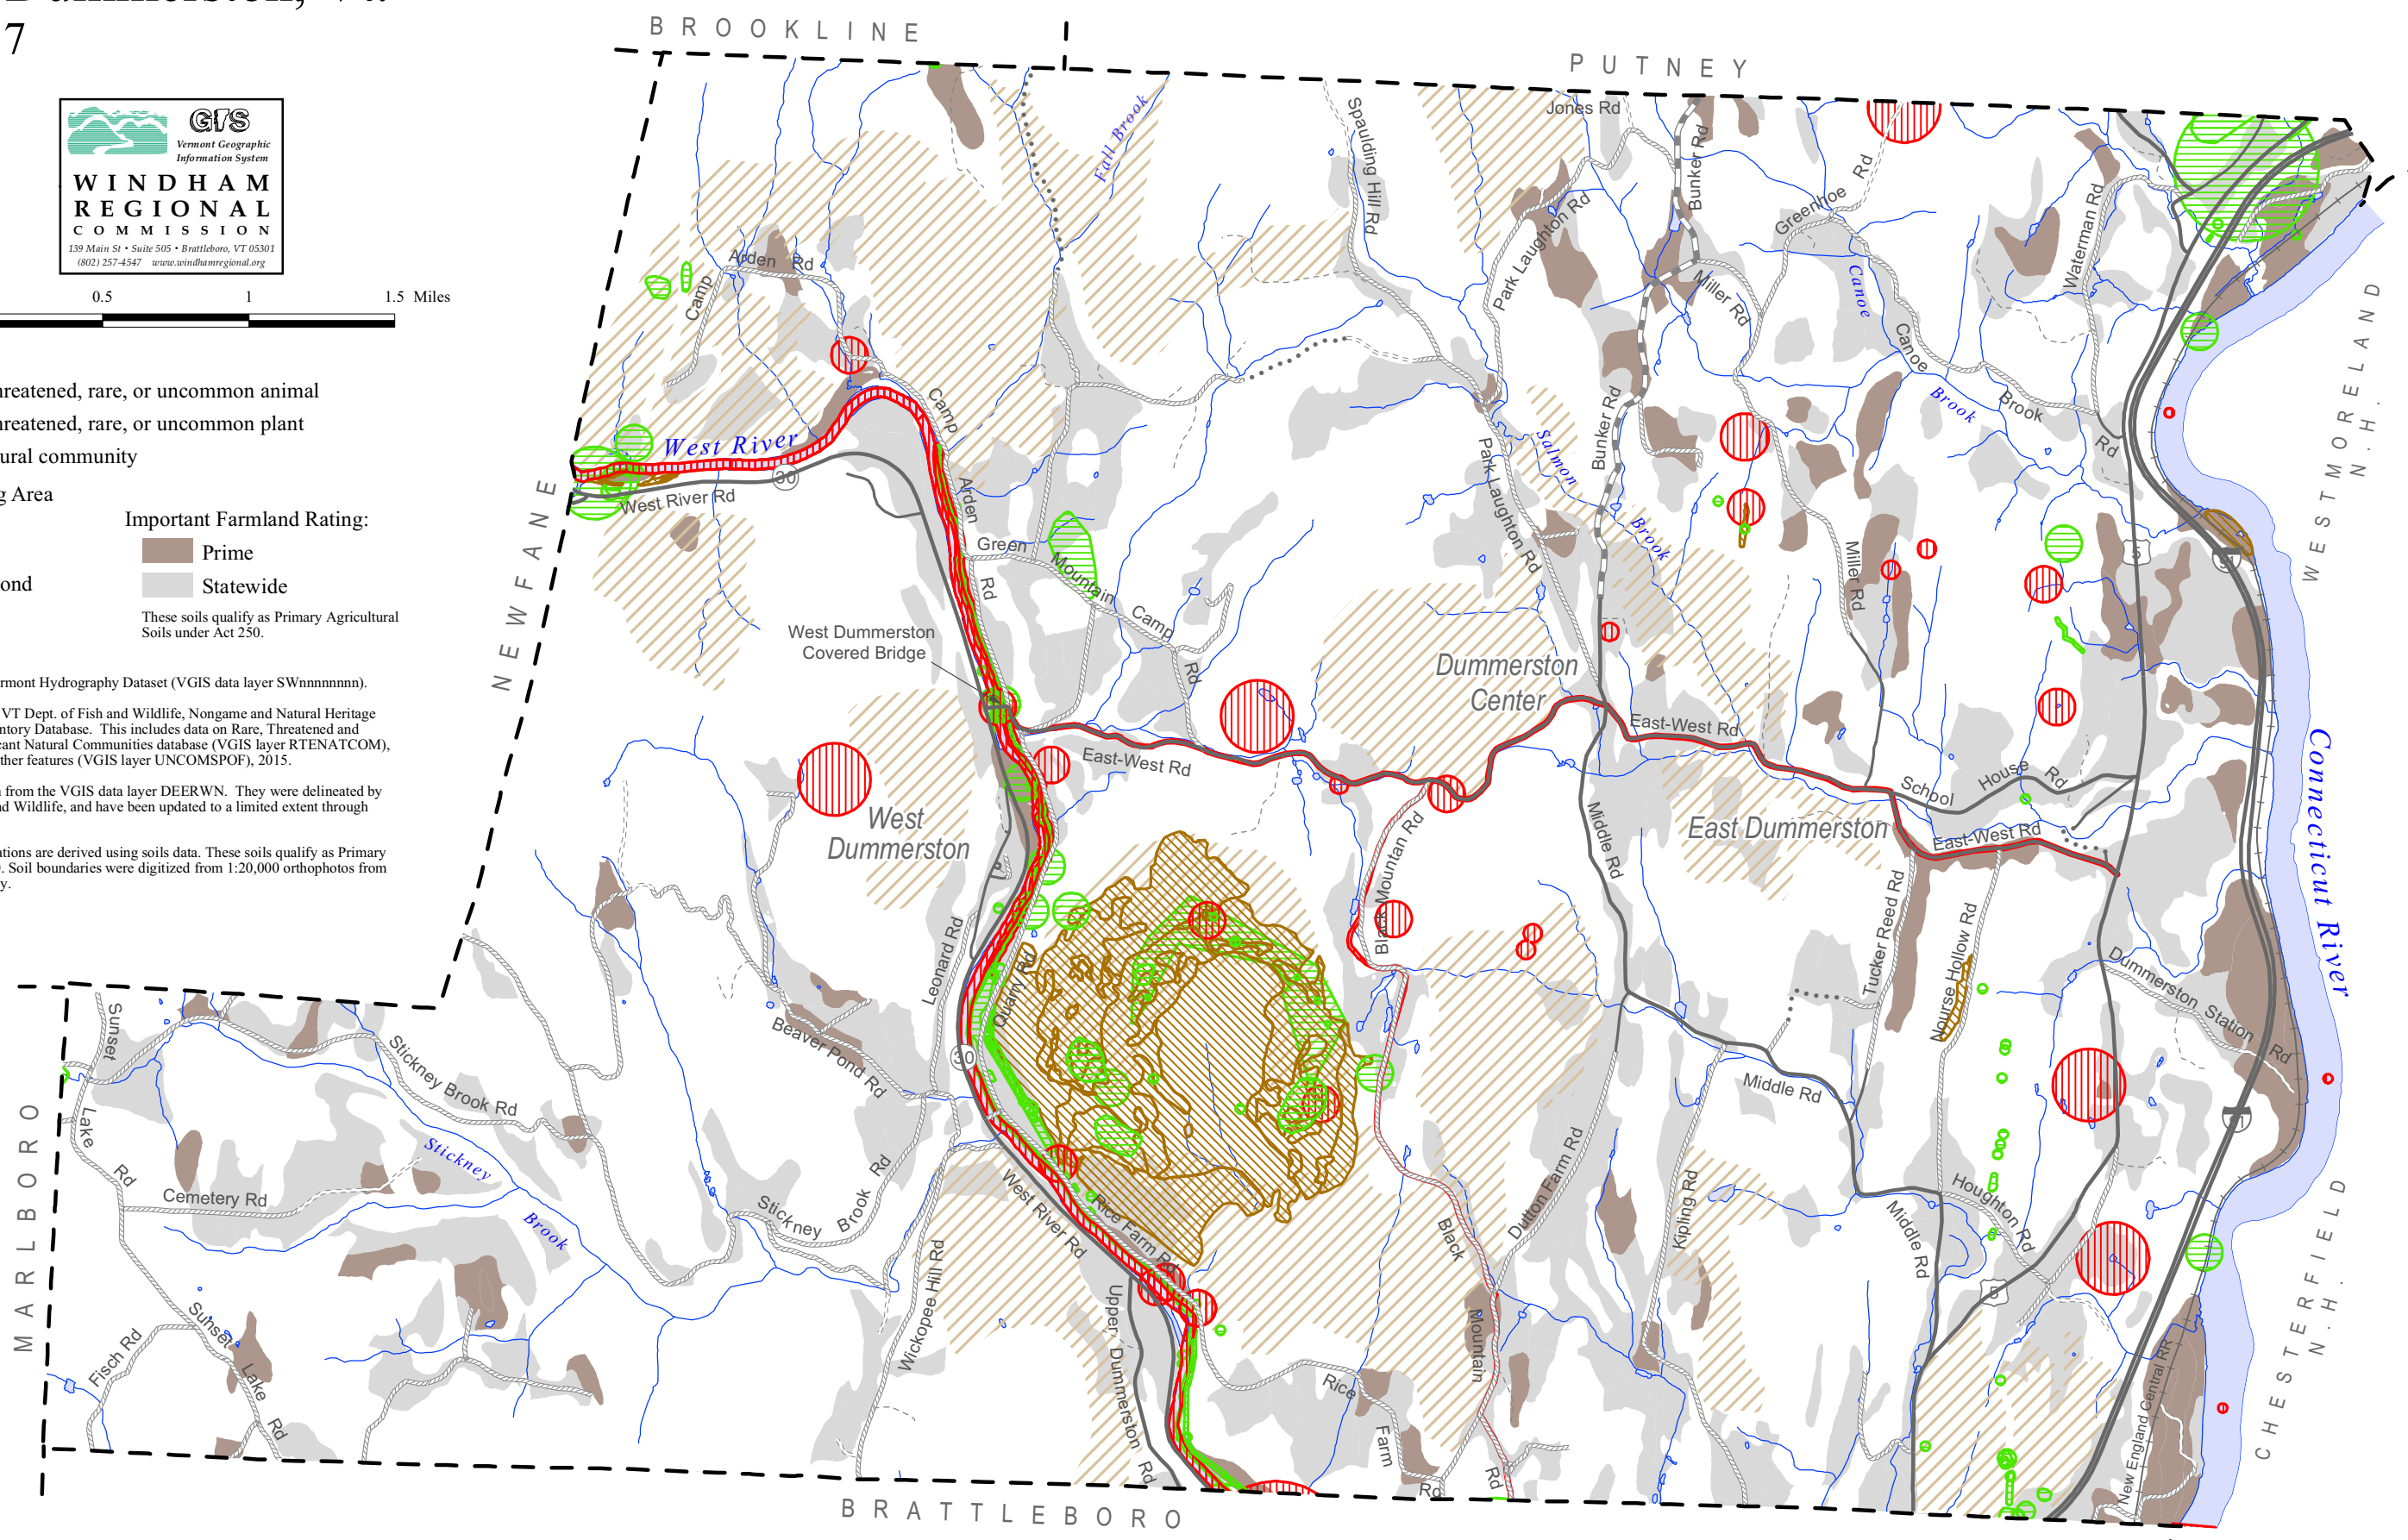 7
GIS
Vermont Geographic
Information System
WINDHAM
REGIONAL
COMMISSION
139 Main St • Suite 505 • Brattleboro, VT 05301
(802) 257-4547 www.windhamregional.org
0.5 1 1.5 Miles
hreatened, rare, or uncommon animal
hreatened, rare, or uncommon plant
ural community
g Area
Important Farmland Rating:
Prime
ond
Statewide
These soils qualify as Primary Agricultural
Soils under Act 250.
rmont Hydrography Dataset (VGIS data layer SWnnnnnnn).
VT Dept. of Fish and Wildlife, Nongame and Natural Heritage
ntory Database. This includes data on Rare, Threatened and
cant Natural Communities database (VGIS layer RTENATCOM),
ther features (VGIS layer UNCOMSPOF), 2015.
n from the VGIS data layer DEERWN. They were delineated by
nd Wildlife, and have been updated to a limited extent through
ations are derived using soils data. These soils qualify as Primary
). Soil boundaries were digitized from 1:20,000 orthophotos from
y.
BROOKLINE
PUTNEY
NEWFANE
MARLBORO
BRATTLEBORO
WESTMORELAND
N.H.
CHESTERFIELD
N.H.
Jones Rd
Bunker Rd
Spaulding Hill Rd
Fall Brook
Park Laughton Rd
Greenhoe Rd
Waterman Rd
Miller Rd
Canoe
Canoe
Brook
Brook
Rd
Arden Rd
Camp
Camp
Arden
Rd
West River
30
West River Rd
Green
Mountain
Camp
Rd
Park Laughton Rd
Bunker Rd
Salmon
Brook
Miller Rd
5
91
West Dummerston
Covered Bridge
Dummerston
Center
East-West Rd
East-West Rd
School
House
Rd
East-West Rd
East Dummerston
West
Dummerston
Connecticut River
Middle Rd
Black Mountan Rd
Tucker Reed Rd
Nourse Hollow Rd
Dummerston
Station
Rd
Leonard Rd
Quarry Rd
30
Beaver Pond Rd
Sunset
Lake
Rd
Stickney Brook Rd
Stickney
Brook
Cemetery Rd
Stickney
Brook
Rd
Middle Rd
91
Dutton Farm Rd
Kipling Rd
Houghton
Rd
Middle Rd
5
West River Rd
Rice Farm Rd
Wickopee Hill Rd
Upper Dummerston Rd
Black
Mountain
Rd
Rice
Farm
Rd
Fisch Rd
Sunset
Lake
Rd
New England Central RR